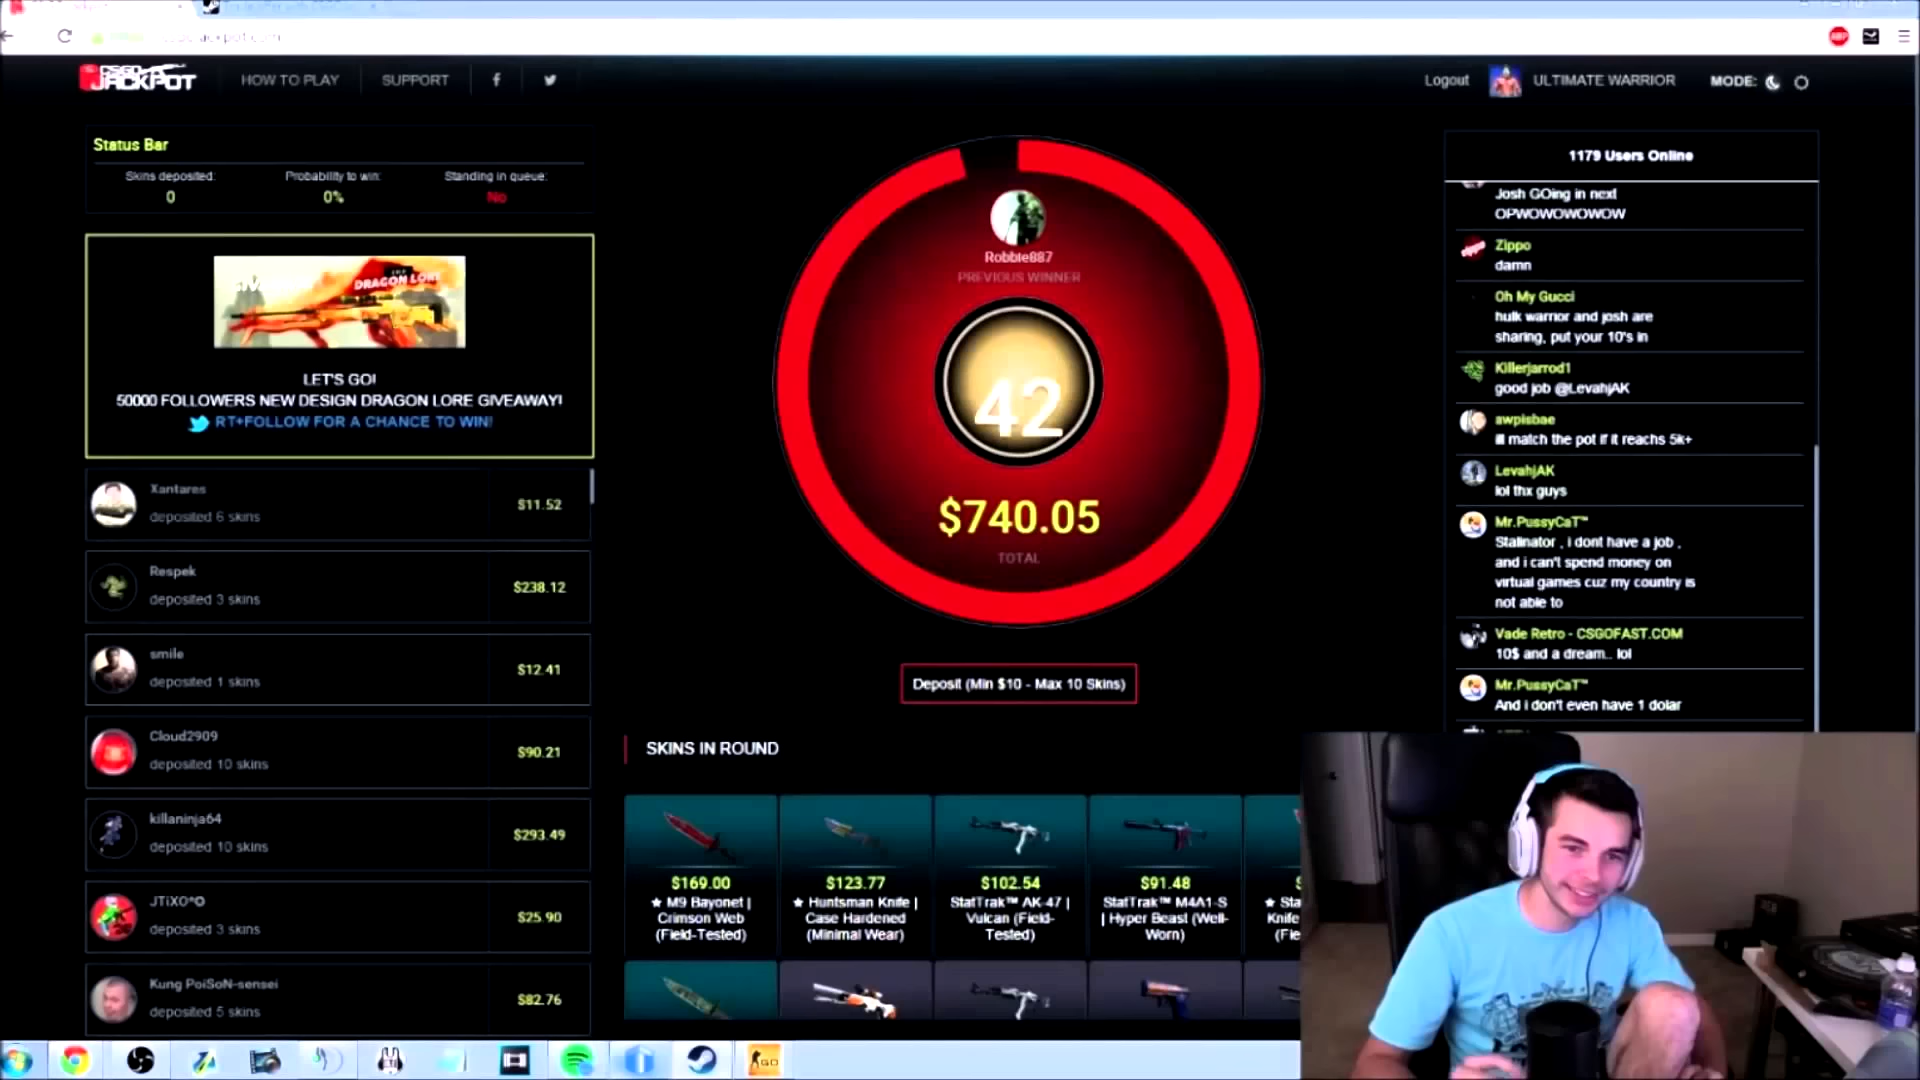 CSGO
JACKPOT
HOW TO PLAY
SUPPORT
Logout
ULTIMATE WARRIOR
MODE:
Status Bar
Skins deposited:
Probability to win:
Standing in queue:
0
0%
No
DRAGON LORE
LET'S GO!
50000 FOLLOWERS NEW DESIGN DRAGON LORE GIVEAWAY!
RT+FOLLOW FOR A CHANCE TO WIN!
Xantares
deposited 6 skins
$11.52
Respek
deposited 3 skins
$238.12
smile
deposited 1 skins
$12.41
Cloud2909
deposited 10 skins
$90.21
killaninja64
deposited 10 skins
$293.49
JTiX0*
deposited 3 skins
$25.90
Kung PoiSoN-sensei
deposited 5 skins
$82.76
Robbie887
PREVIOUS WINNER
42
$740.05
TOTAL
Deposit (Min $10 - Max 10 Skins)
SKINS IN ROUND
$169.00
★ M9 Bayonet |
Crimson Web
(Field-Tested)
$123.77
★ Huntsman Knife |
Case Hardened
(Minimal Wear)
$102.54
StatTrak™ AK-47 |
Vulcan (Field-
Tested)
$91.48
StatTrak™ M4A1-S
| Hyper Beast (Well-
Worn)
★ Sta
Knife
(Fie
1179 Users Online
Josh GOing in next
OPWOWOWOWOW
Zippo
damn
Oh My Gucci
hulk warrior and josh are
sharing, put your 10's in
Killerjarrod1
good job @LevahjAK
awpisbae
ill match the pot if it reaches 5k+
LevahjAK
lol thx guys
Mr.PussyCaT™
Stalinator , i dont have a job ,
and i can't spend money on
virtual games cuz my country is
not able to
Vade Retro - CSGOFAST.COM
10$ and a dream.. lol
Mr.PussyCaT™
And i don't even have 1 dolar
GO